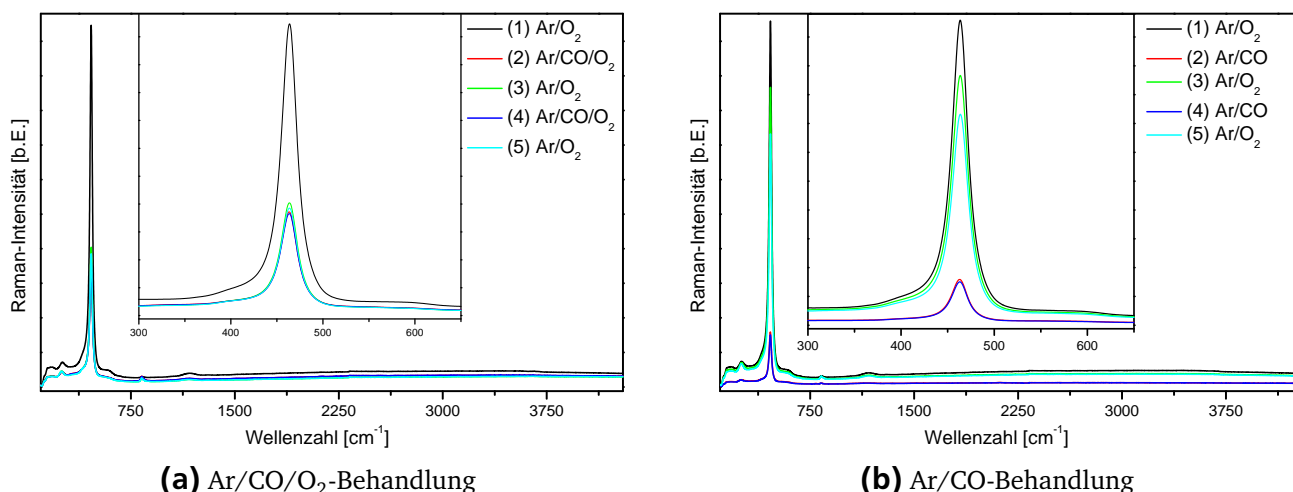 (1) Ar/O₂
(2) Ar/CO/O₂
(3) Ar/O₂
(4) Ar/CO/O₂
(5) Ar/O₂
Raman-Intensität [b.E.]
300 400 500 600
750 1500 2250 3000 3750
Wellenzahl [cm⁻¹]
(a) Ar/CO/O₂-Behandlung
(1) Ar/O₂
(2) Ar/CO
(3) Ar/O₂
(4) Ar/CO
(5) Ar/O₂
Raman-Intensität [b.E.]
300 400 500 600
750 1500 2250 3000 3750
Wellenzahl [cm⁻¹]
(b) Ar/CO-Behandlung